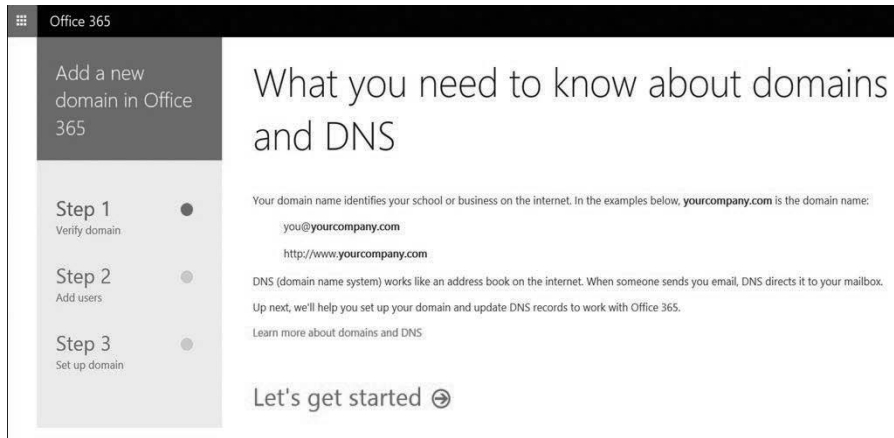 Office 365
Add a new
domain in Office
365
Step 1
Verify domain
Step 2
Add users
Step 3
Set up domain
What you need to know about domains
and DNS
Your domain name identifies your school or business on the internet. In the examples below, yourcompany.com is the domain name:
you@yourcompany.com
http://www.yourcompany.com
DNS (domain name system) works like an address book on the internet. When someone sends you email, DNS directs it to your mailbox.
Up next, we'll help you set up your domain and update DNS records to work with Office 365.
Learn more about domains and DNS
Let's get started